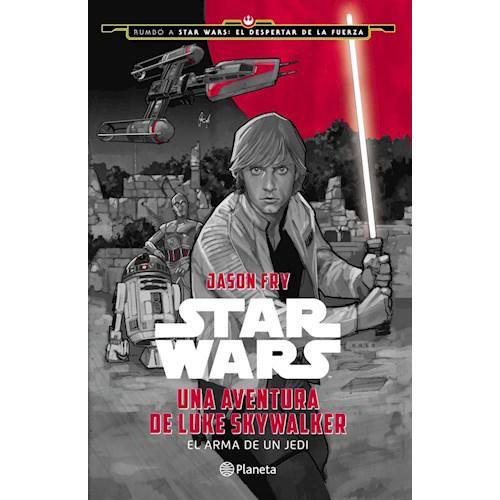 RUMBO A STAR WARS: EL DESPERTAR DE LA FUERZA
JASON FRY
STAR
WARS
UNA AVENTURA
DE LUKE SKYWALKER
EL ARMA DE UN JEDI
Planeta